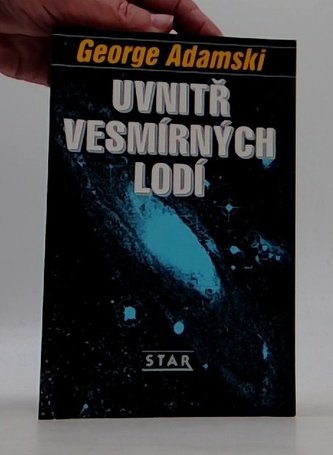 George Adamski
UVNITŘ
VESMÍRNÝCH
LODÍ
STAR